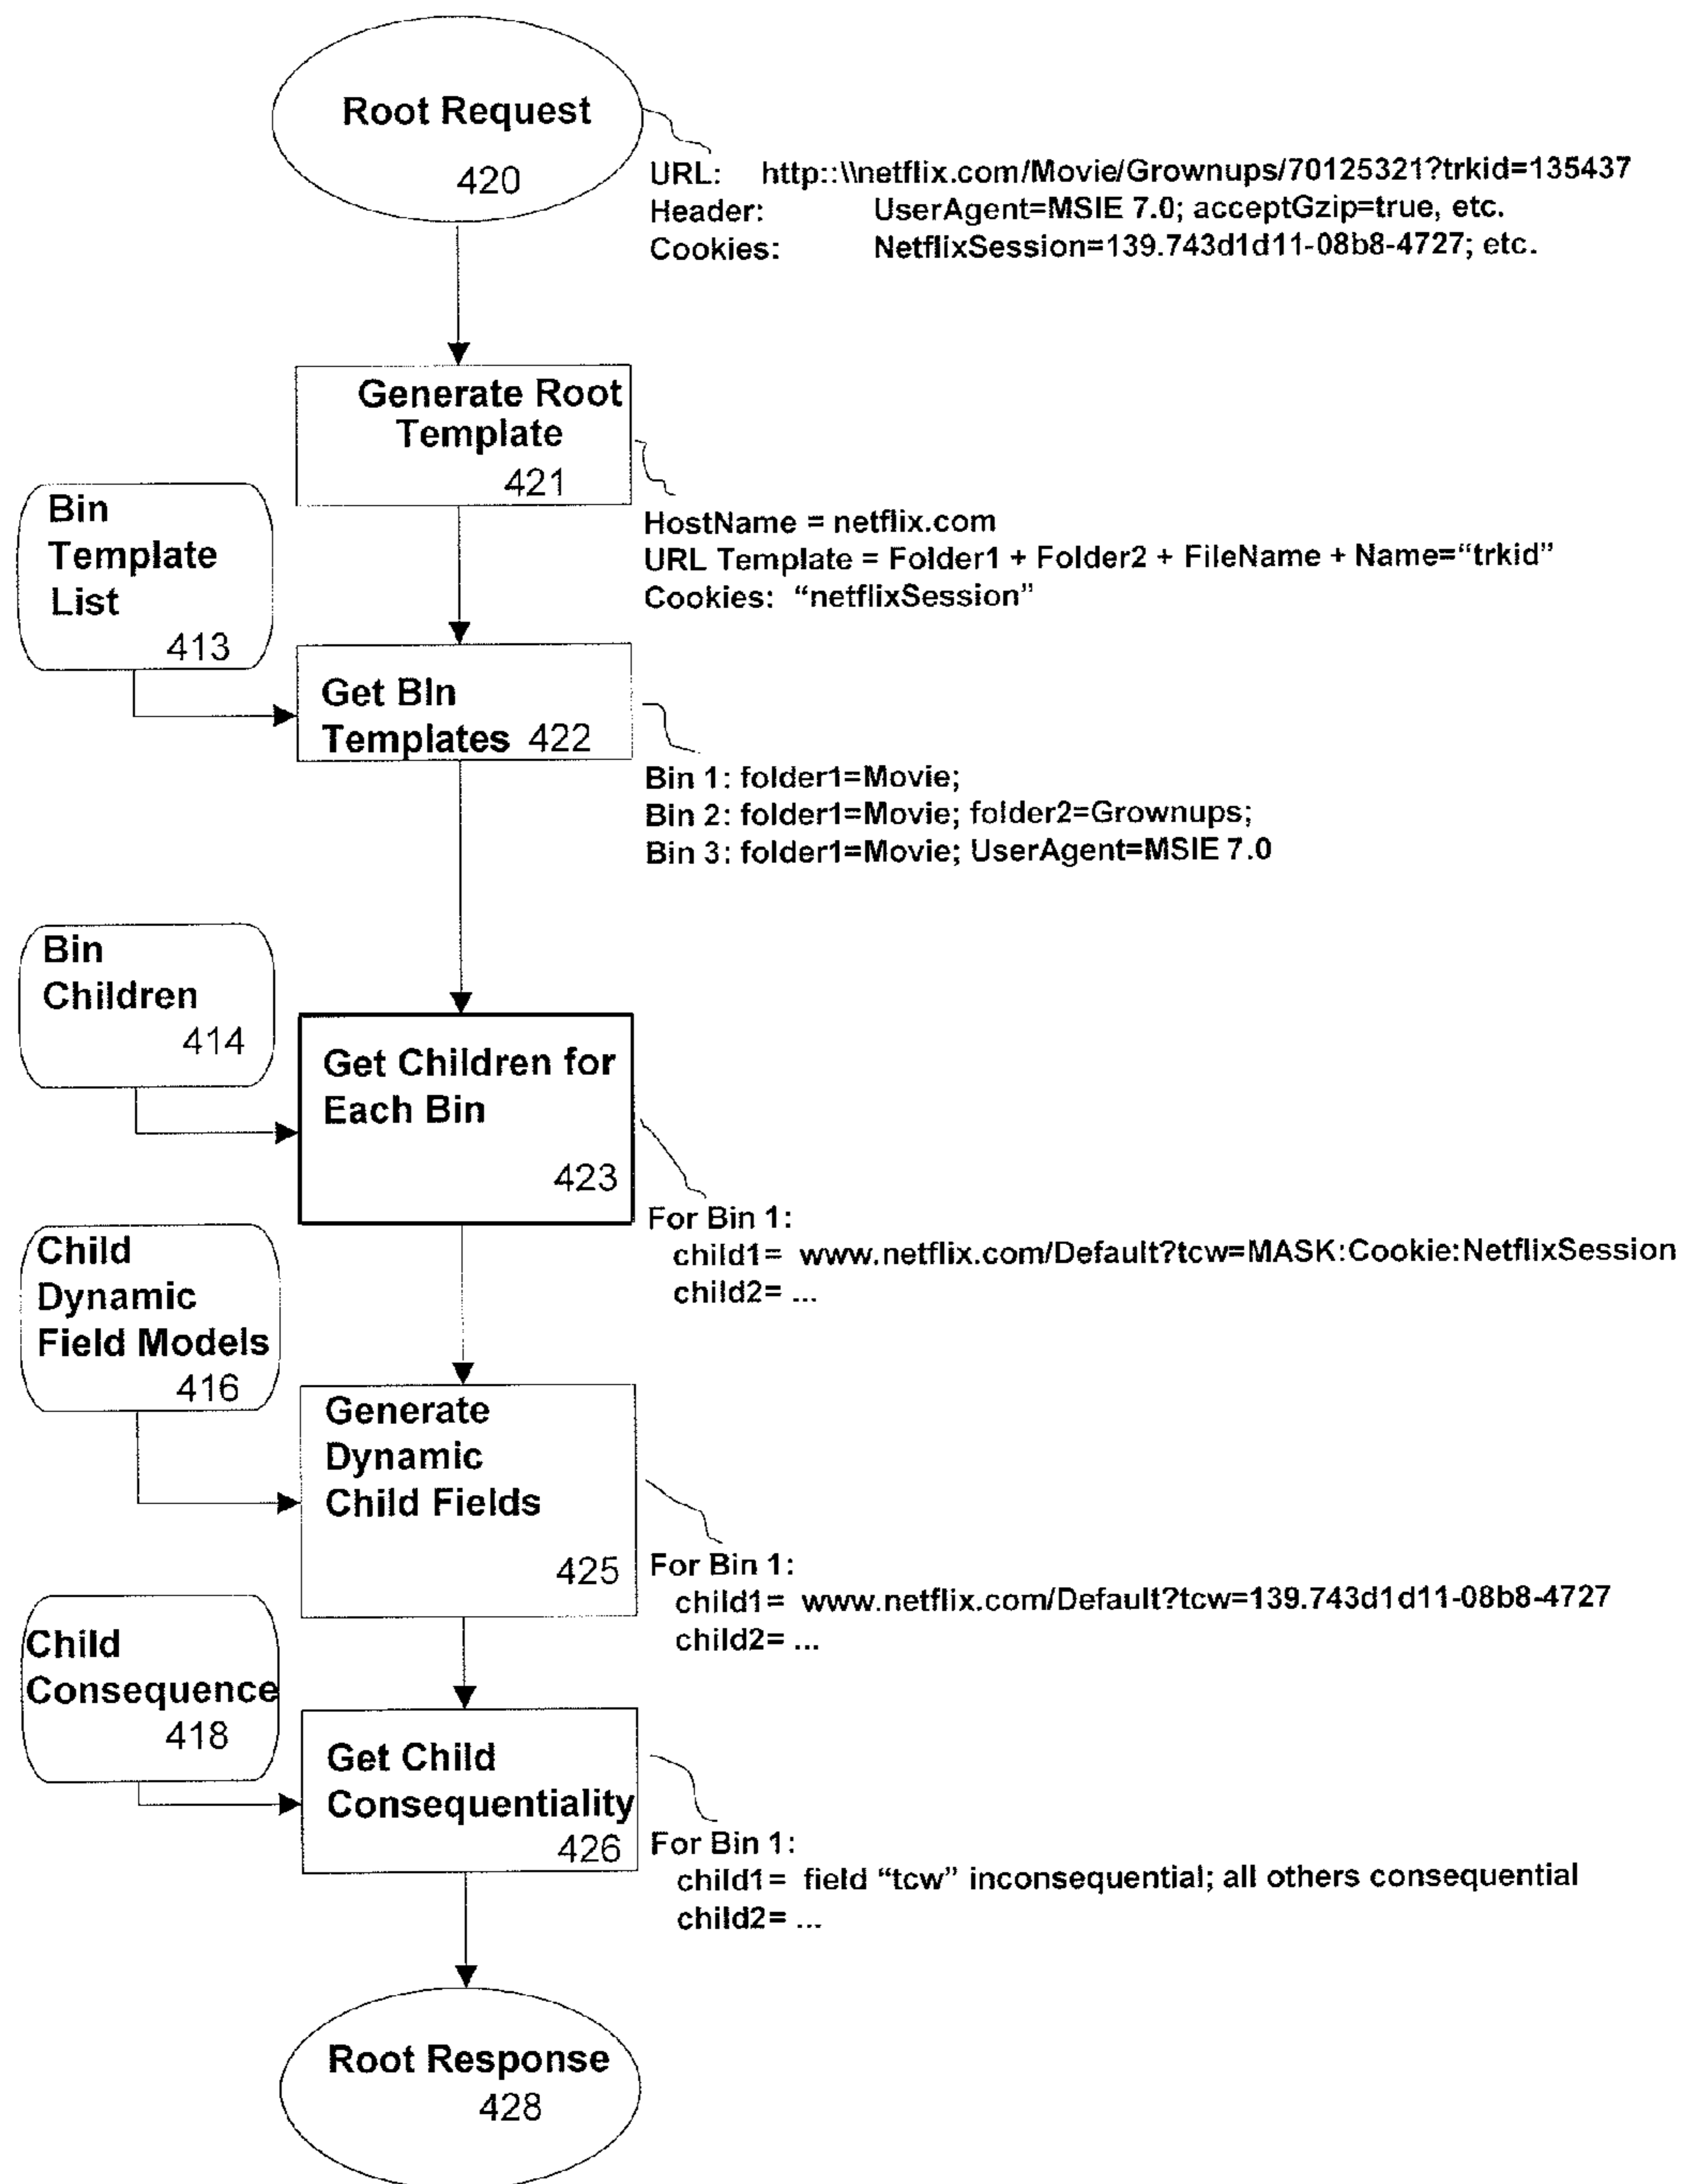 Root Request
420
URL: http::\\netflix.com/Movie/Grownups/70125321?trkid=135437
Header: UserAgent=MSIE 7.0; acceptGzip=true, etc.
Cookies: NetflixSession=139.743d1d11-08b8-4727; etc.
Generate Root
Template
421
HostName = netflix.com
URL Template = Folder1 + Folder2 + FileName + Name=“trkid”
Cookies: “netflixSession”
Bin
Template
List
413
Get BIn
Templates 422
Bin 1: folder1=Movie;
Bin 2: folder1=Movie; folder2=Grownups;
Bin 3: folder1=Movie; UserAgent=MSIE 7.0
Bin
Children
414
Get Children for
Each Bin
423
For Bin 1:
child1= www.netflix.com/Default?tcw=MASK:Cookie:NetflixSession
child2= ...
Child
Dynamic
Field Models
416
Generate
Dynamic
Child Fields
425
For Bin 1:
child1= www.netflix.com/Default?tcw=139.743d1d11-08b8-4727
child2= ...
Child
Consequence
418
Get Child
Consequentiality
426
For Bin 1:
child1= field “tcw” inconsequential; all others consequential
child2= ...
Root Response
428